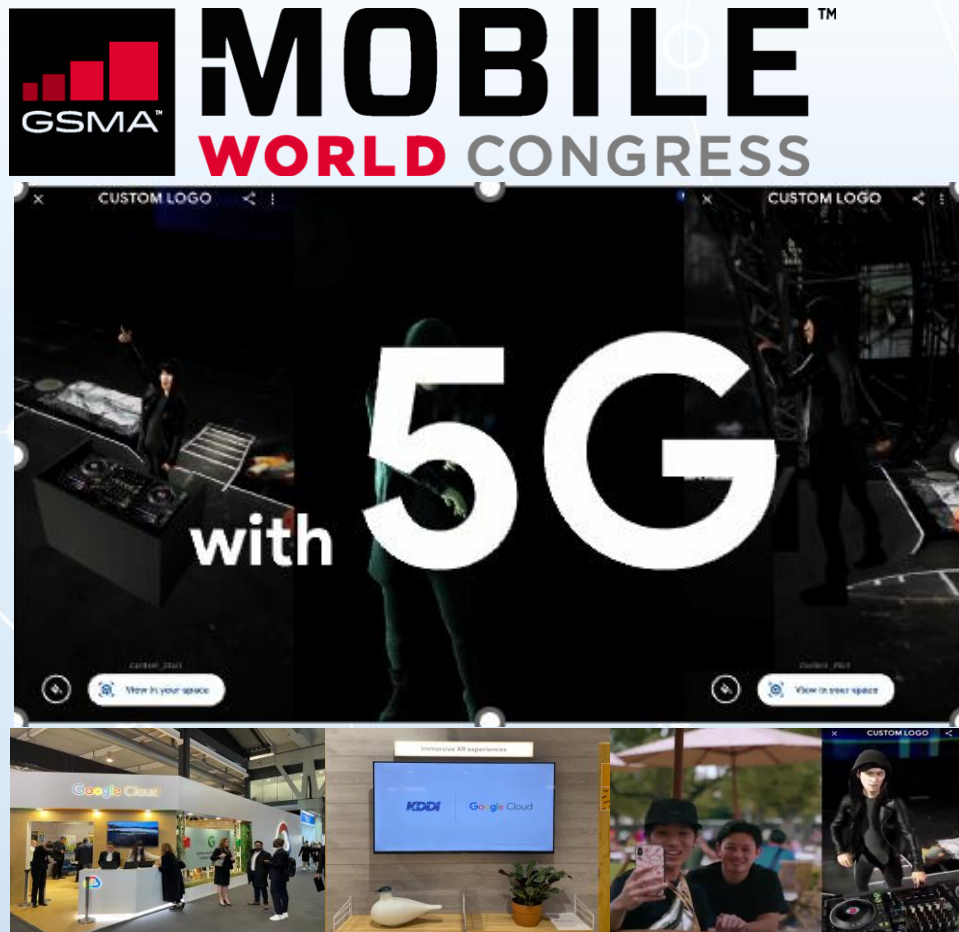 MOBILE™
GSMA™
WORLD CONGRESS
CUSTOM LOGO
CUSTOM LOGO
with 5G
View in your space
View in your space
Google Cloud
Immersive XR experiences
KDDI | Google Cloud
CUSTOM LOGO